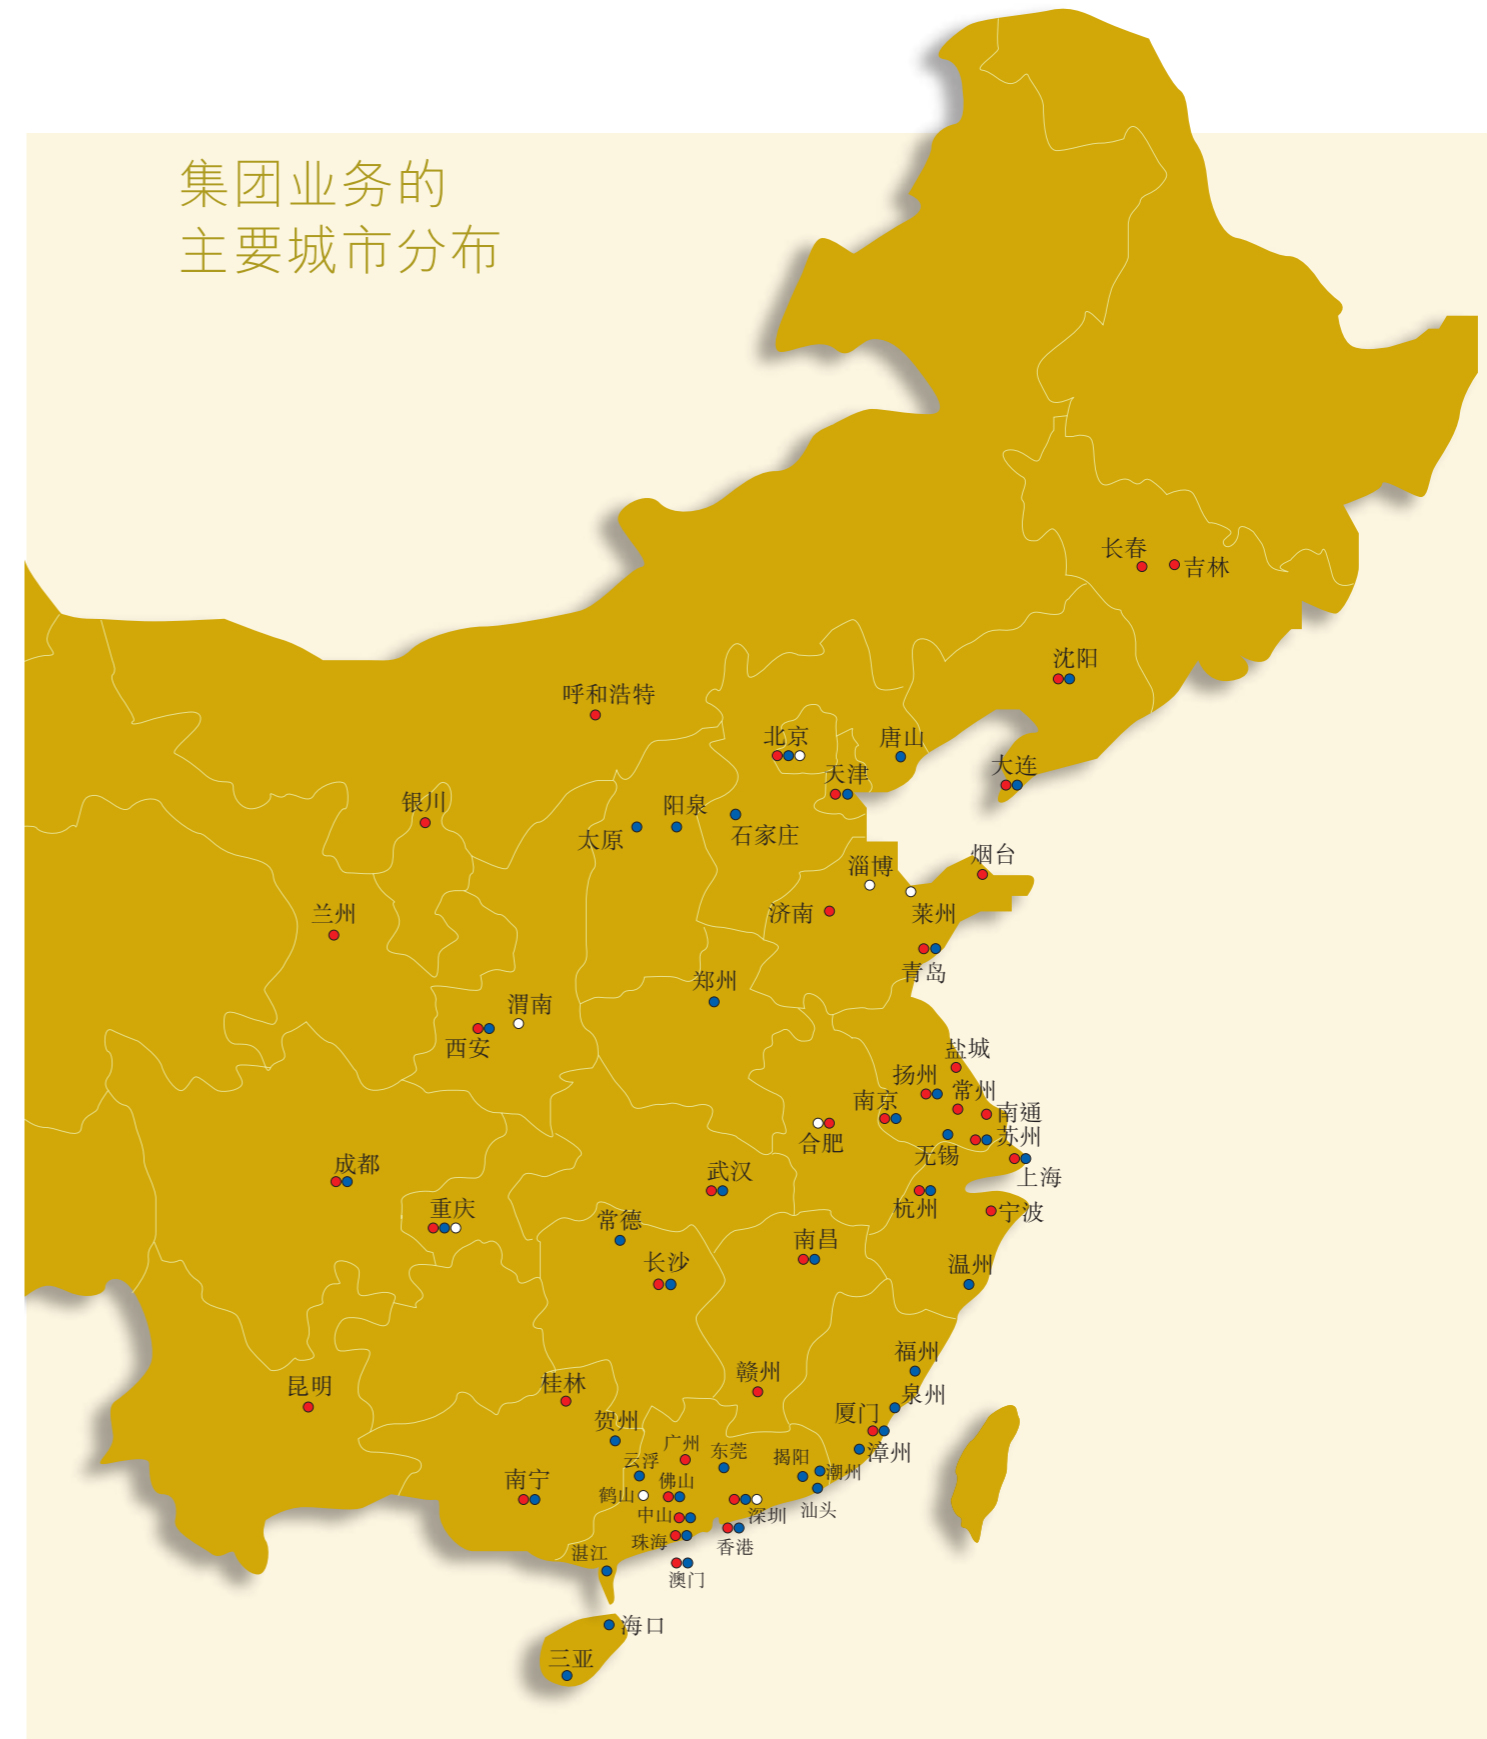 集团业务的
主要城市分布
长春
吉林
沈阳
呼和浩特
北京
唐山
天津
大连
银川
阳泉
太原
石家庄
烟台
淄博
兰州
济南
莱州
青岛
郑州
渭南
西安
盐城
扬州
常州
南京
南通
苏州
合肥
无锡
成都
武汉
上海
重庆
杭州
宁波
常德
南昌
长沙
温州
福州
赣州
昆明
桂林
泉州
厦门
贺州
广州
东莞
漳州
云浮
揭阳
潮州
南宁
佛山
鹤山
中山
深圳
汕头
珠海
香港
湛江
澳门
海口
三亚